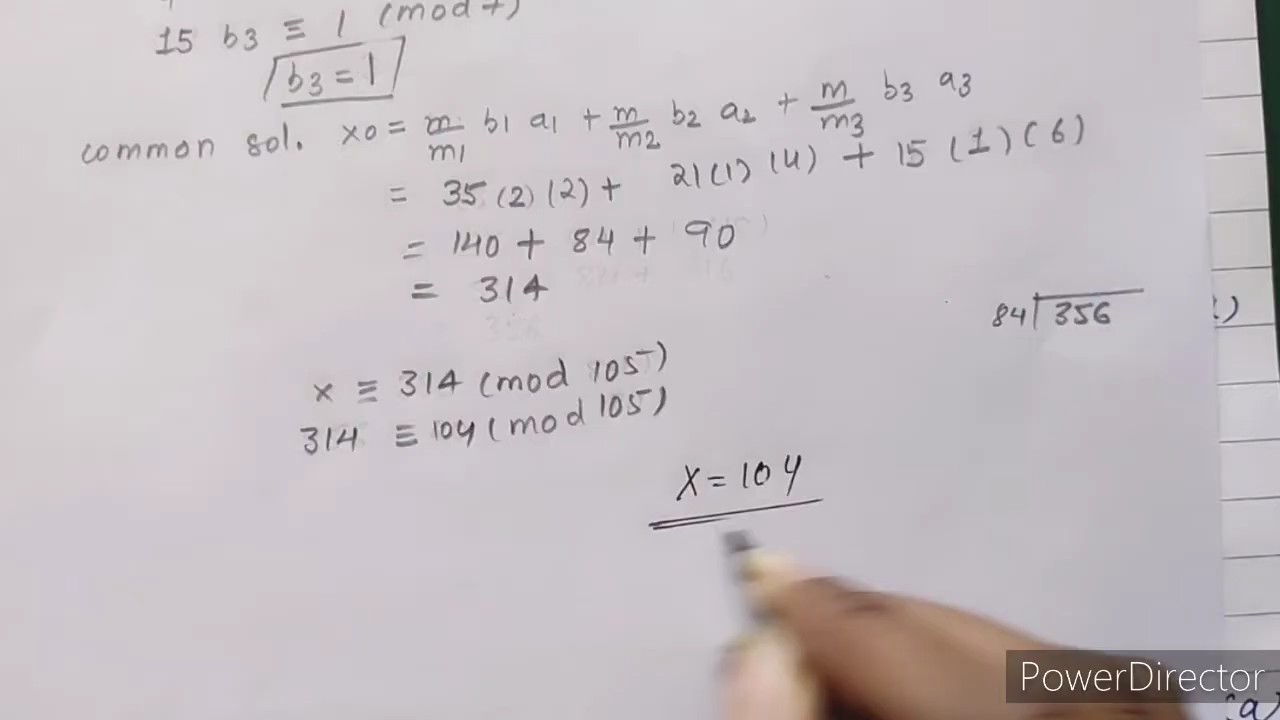 15 b3 ≡ 1 (mod 7)
b3 = 1
common sol. x0 = m/m1 b1 a1 + m/m2 b2 a2 + m/m3 b3 a3
= 35 (2) (2) + 21 (1) (4) + 15 (1) (6)
= 140 + 84 + 90
= 314
84 356
x ≡ 314 (mod 105)
314 ≡ 104 (mod 105)
x = 104
PowerDirector
(a)